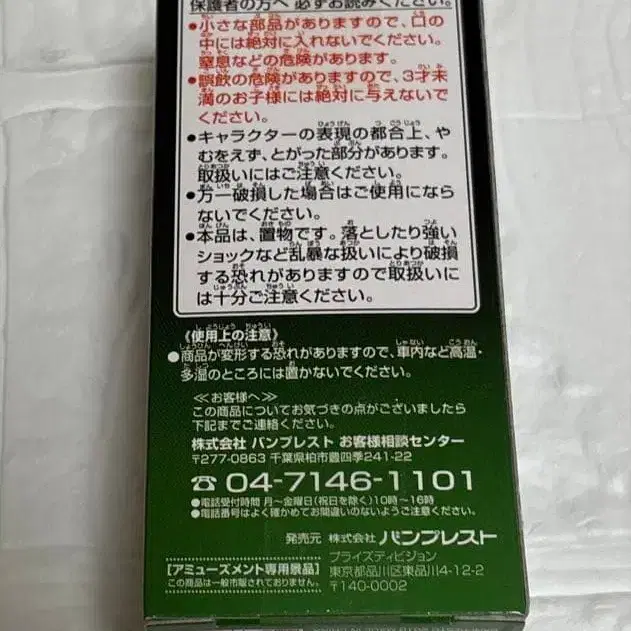 保護者の方へ 必ずお読みください。
●小さな部品がありますので、口の
中には絶対に入れないでください。
窒息などの危険があります。
●誤飲の危険がありますので、3才未
満のお子様には絶対に与えないで
ください。
●キャラクターの表現の都合上、や
むをえず、とがった部分があります。
取扱いにはご注意ください。
●万一破損した場合はご使用になら
ないでください。
●本品は、置物です。落としたり強い
ショックなど乱暴な扱いにより破損
する恐れがありますので取扱いに
は十分ご注意ください。
《使用上の注意》
●商品が変形する恐れがありますので、車内など高温・
多湿のところには置かないでください。
≪お客様へ≫
この商品についてお気づきの点がございましたら
下記までご連絡ください。
株式会社 バンプレスト お客様相談センター
〒277-0863 千葉県柏市豊四季241-22
☎04-7146-1101
●電話受付時間 月〜金曜日(祝日を除く)10時〜16時
●電話番号はよく確かめてお間違いのないようご注意ください。
発売元 株式会社 バンプレスト
プライズディビジョン
東京都品川区東品川4-12-2
〒140-0002
【アミューズメント専用景品】
この商品は一般市販されておりません。